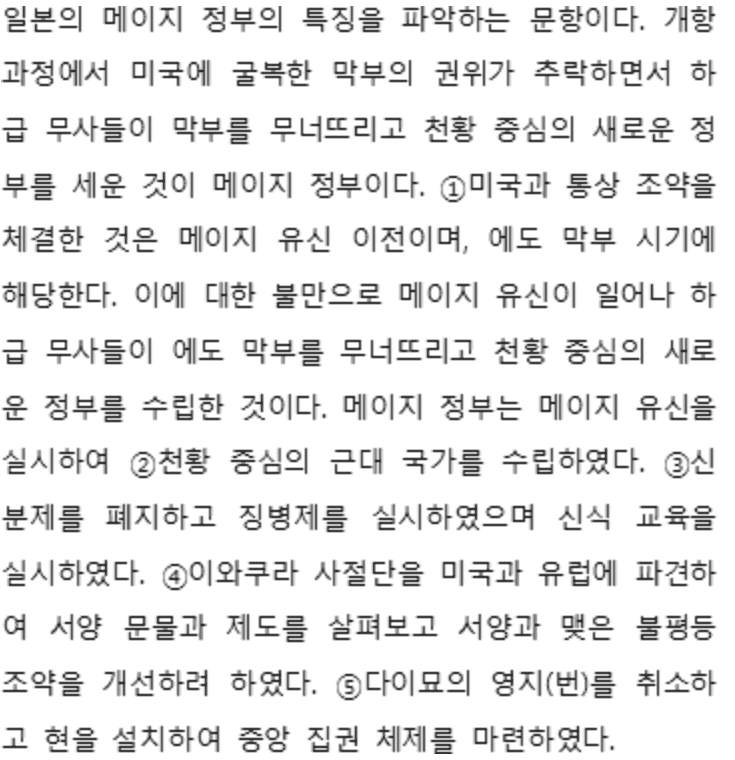 일본의 메이지 정부의 특징을 파악하는 문항이다. 개항
과정에서 미국에 굴복한 막부의 권위가 추락하면서 하
급 무사들이 막부를 무너뜨리고 천황 중심의 새로운 정
부를 세운 것이 메이지 정부이다. ①미국과 통상 조약을
체결한 것은 메이지 유신 이전이며, 에도 막부 시기에
해당한다. 이에 대한 불만으로 메이지 유신이 일어나 하
급 무사들이 에도 막부를 무너뜨리고 천황 중심의 새로
운 정부를 수립한 것이다. 메이지 정부는 메이지 유신을
실시하여 ②천황 중심의 근대 국가를 수립하였다. ③신
분제를 폐지하고 징병제를 실시하였으며 신식 교육을
실시하였다. ④이와쿠라 사절단을 미국과 유럽에 파견하
여 서양 문물과 제도를 살펴보고 서양과 맺은 불평등
조약을 개선하려 하였다. ⑤다이묘의 영지(번)를 취소하
고 현을 설치하여 중앙 집권 체제를 마련하였다.